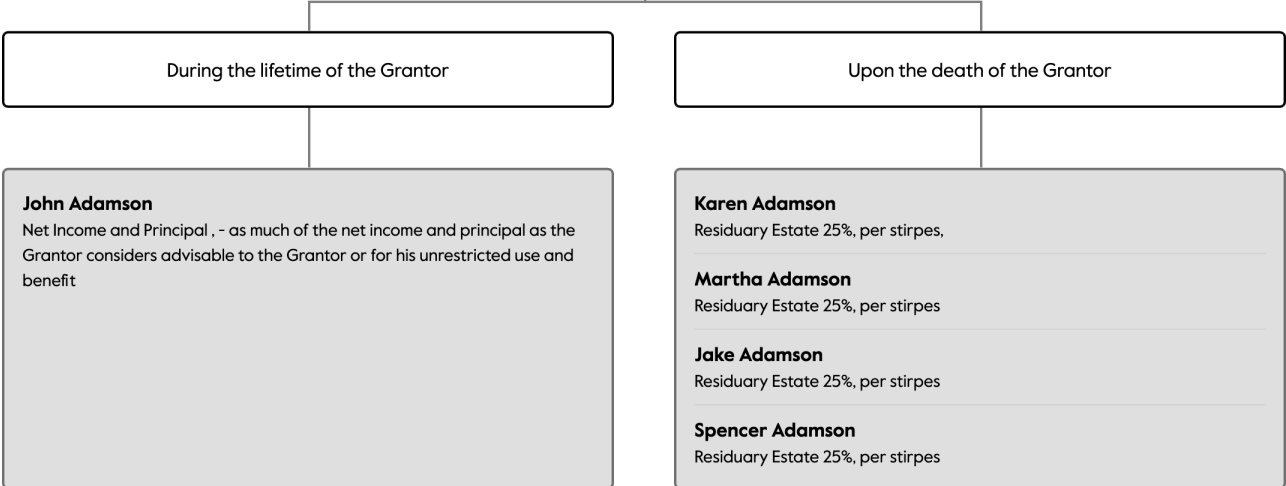 During the lifetime of the Grantor
Upon the death of the Grantor
John Adamson
Net Income and Principal , - as much of the net income and principal as the
Grantor considers advisable to the Grantor or for his unrestricted use and
benefit
Karen Adamson
Residuary Estate 25%, per stirpes,
Martha Adamson
Residuary Estate 25%, per stirpes
Jake Adamson
Residuary Estate 25%, per stirpes
Spencer Adamson
Residuary Estate 25%, per stirpes